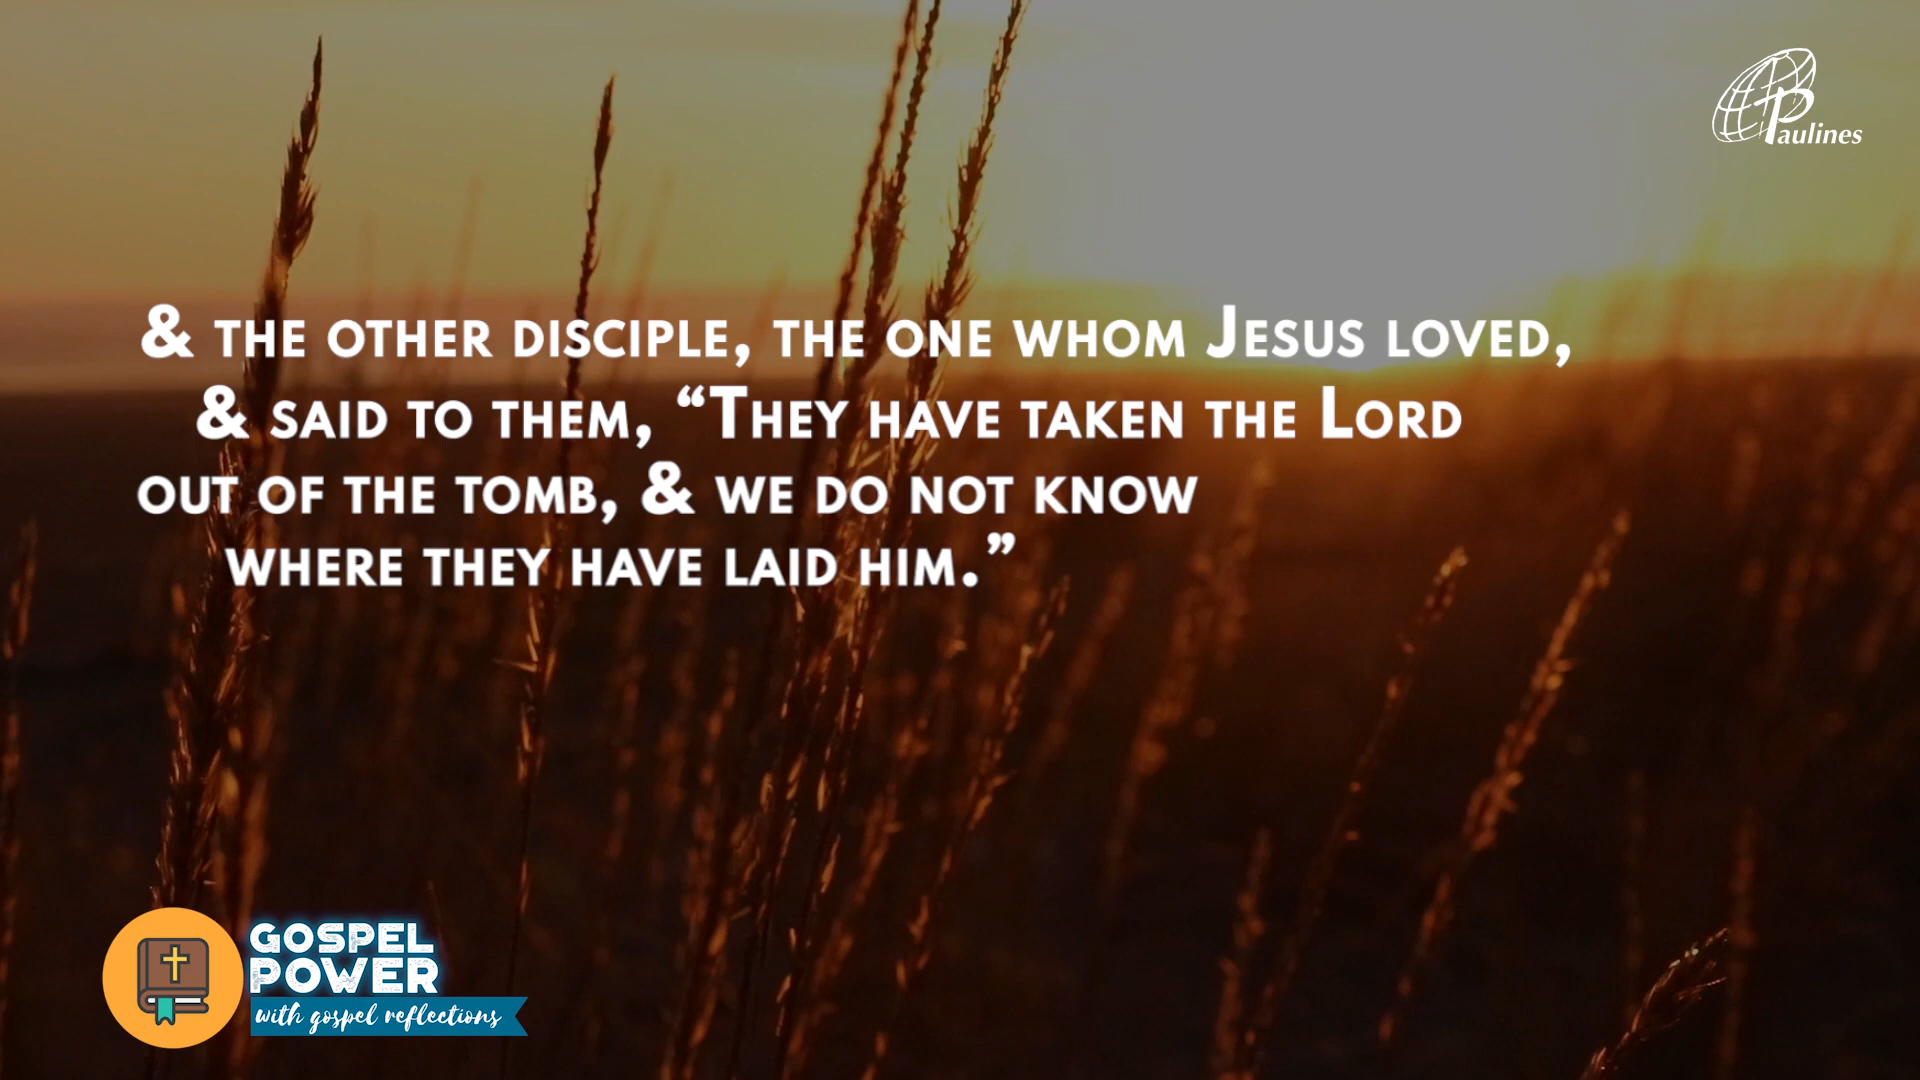 Paulines
& the other disciple, the one whom Jesus loved,
& said to them, “They have taken the Lord
out of the tomb, & we do not know
where they have laid him.”
GOSPEL
POWER
with gospel reflections